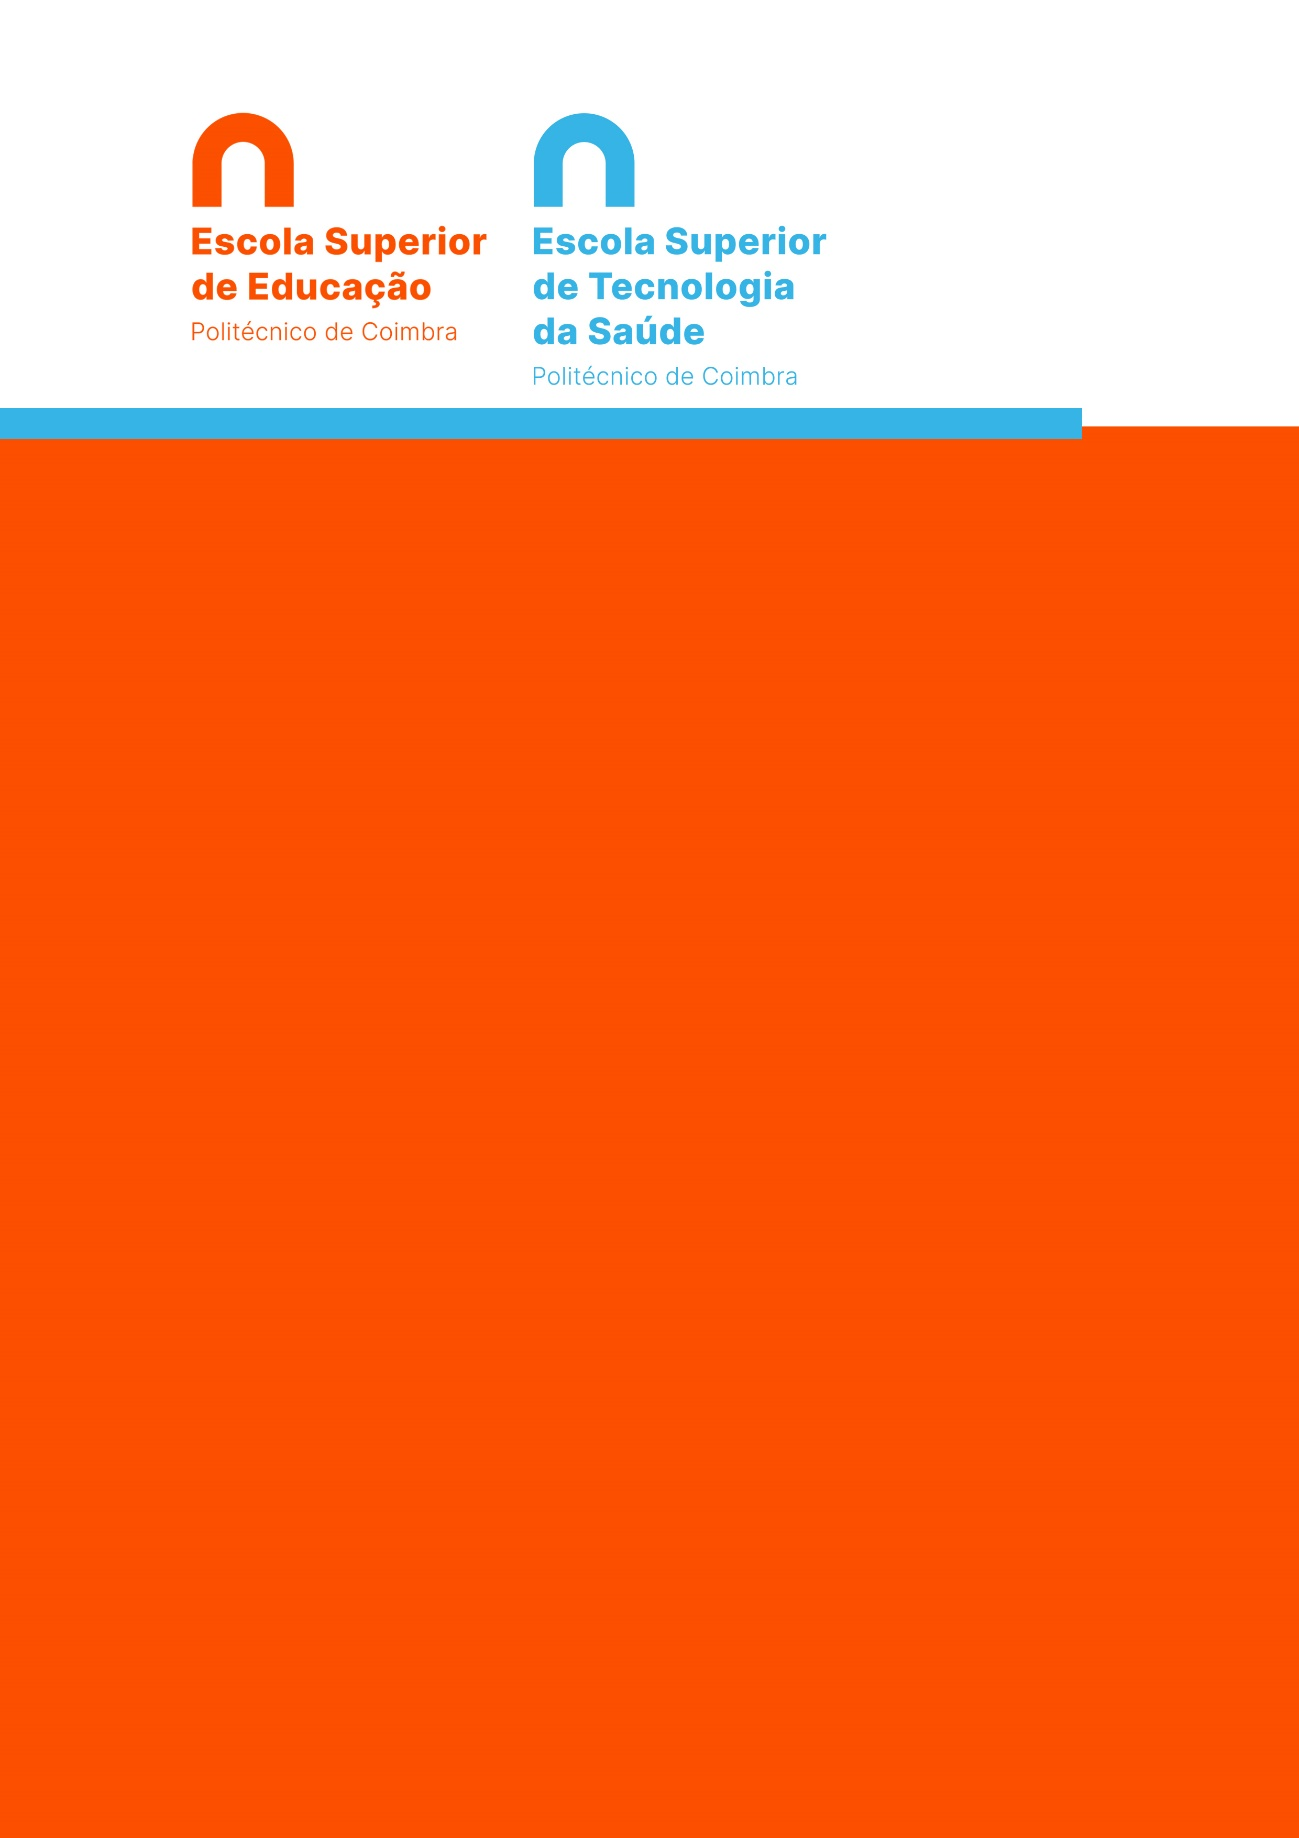 Escola Superior
de Educação
Politécnico de Coimbra
Escola Superior
de Tecnologia
da Saúde
Politécnico de Coimbra